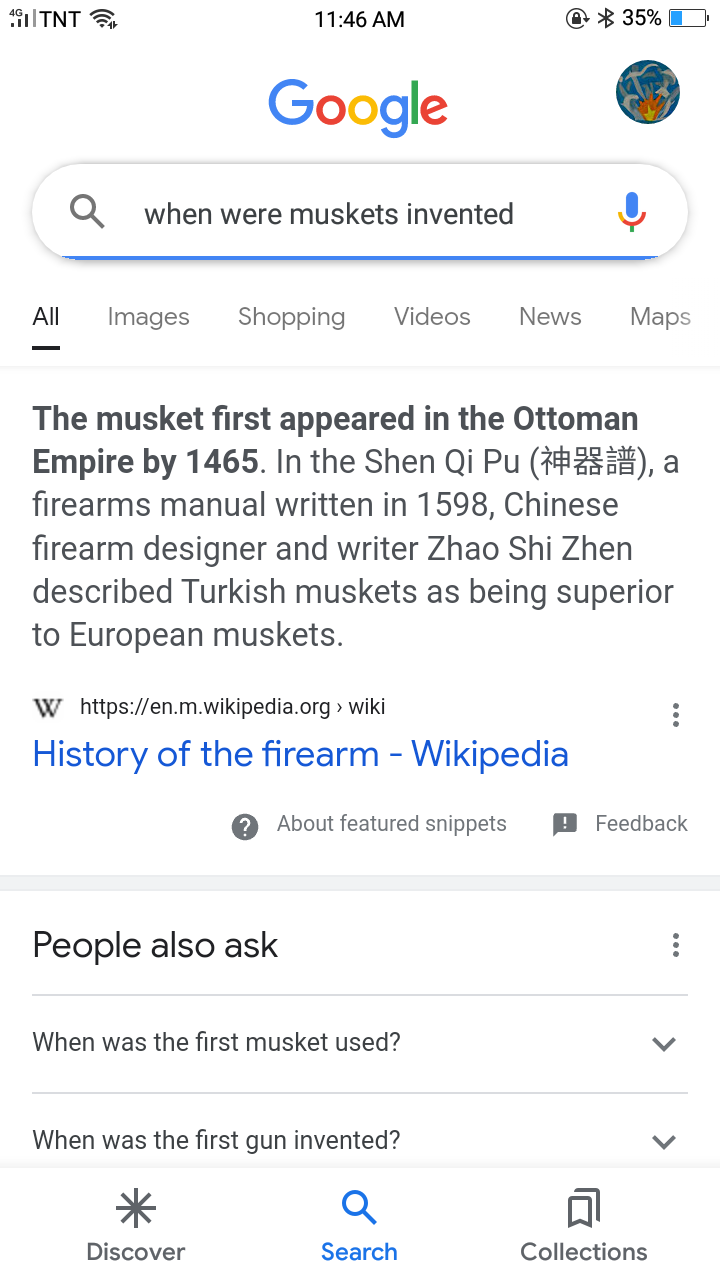 4G TNT 11:46 AM 35%
Google
when were muskets invented
All Images Shopping Videos News Maps
The musket first appeared in the Ottoman
Empire by 1465. In the Shen Qi Pu (神器譜), a
firearms manual written in 1598, Chinese
firearm designer and writer Zhao Shi Zhen
described Turkish muskets as being superior
to European muskets.
W https://en.m.wikipedia.org › wiki
History of the firearm - Wikipedia
About featured snippets Feedback
People also ask
When was the first musket used?
When was the first gun invented?
Discover Search Collections